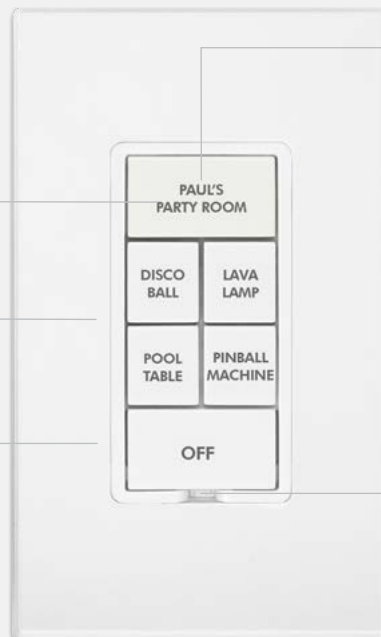 PAUL'S
PARTY ROOM
DISCO
BALL
LAVA
LAMP
POOL
TABLE
PINBALL
MACHINE
OFF